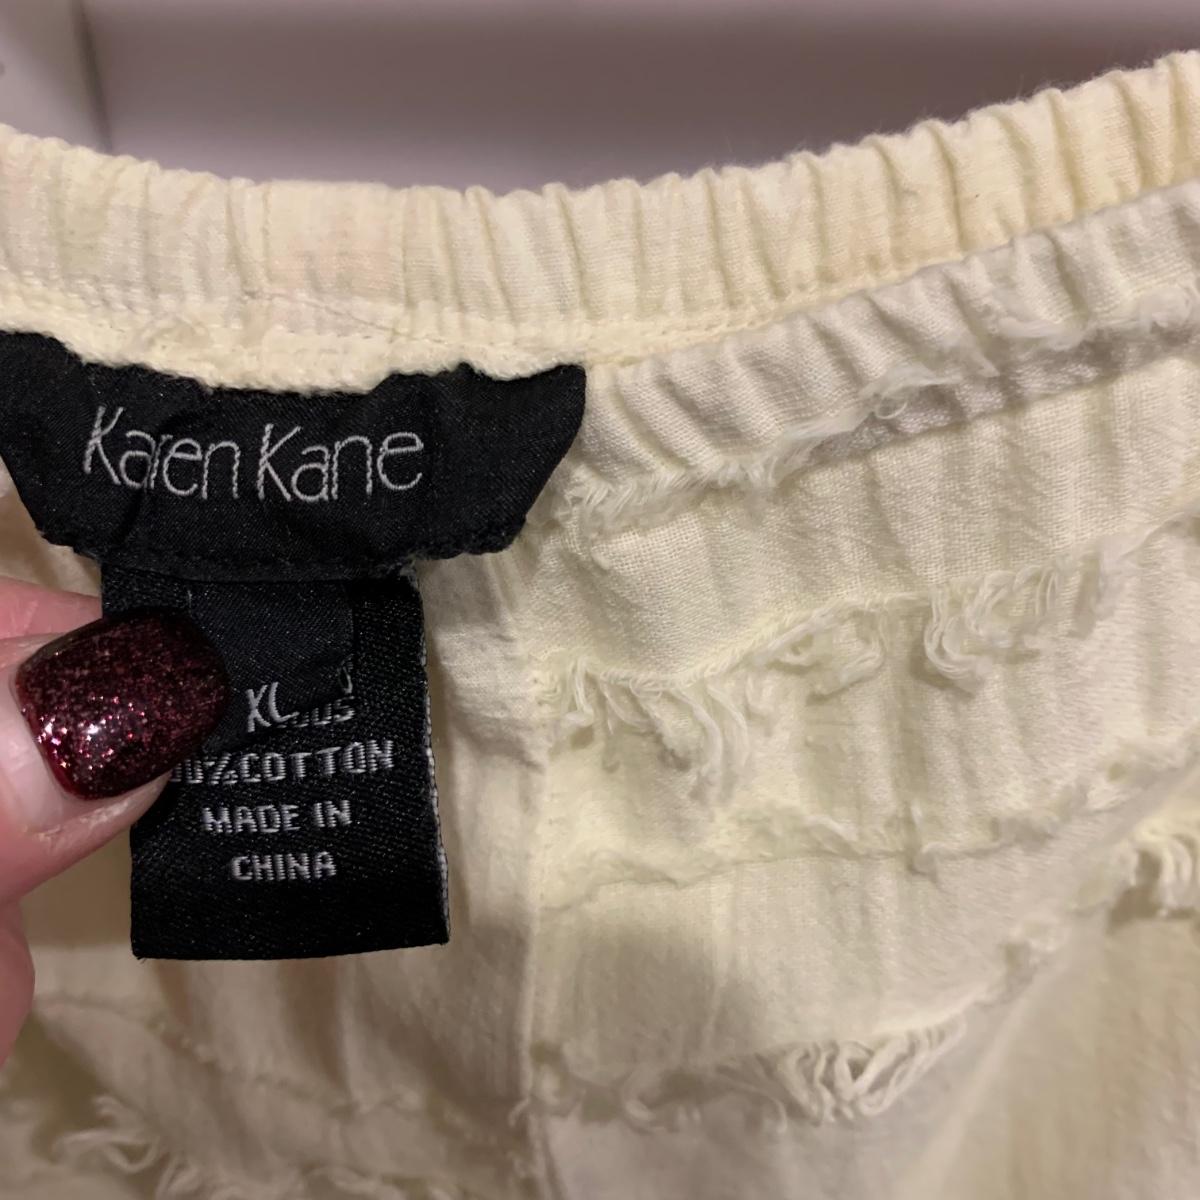 Karen Kane
XL
COTTON
MADE IN
CHINA